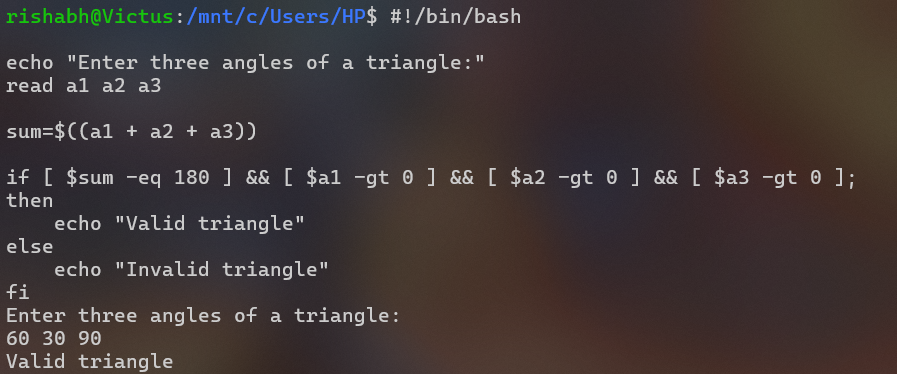 rishabh@Victus:/mnt/c/Users/HP$ #!/bin/bash

echo "Enter three angles of a triangle:"
read a1 a2 a3

sum=$((a1 + a2 + a3))

if [ $sum -eq 180 ] && [ $a1 -gt 0 ] && [ $a2 -gt 0 ] && [ $a3 -gt 0 ];
then
    echo "Valid triangle"
else
    echo "Invalid triangle"
fi
Enter three angles of a triangle:
60 30 90
Valid triangle